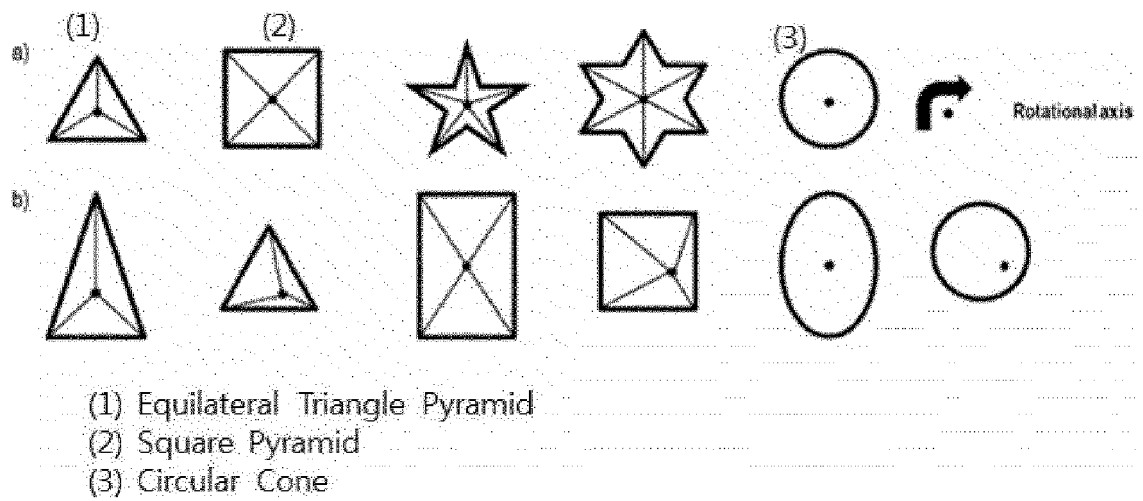 (1) (2) (3)
a)
Rotational axis
b)
(1) Equilateral Triangle Pyramid
(2) Square Pyramid
(3) Circular Cone